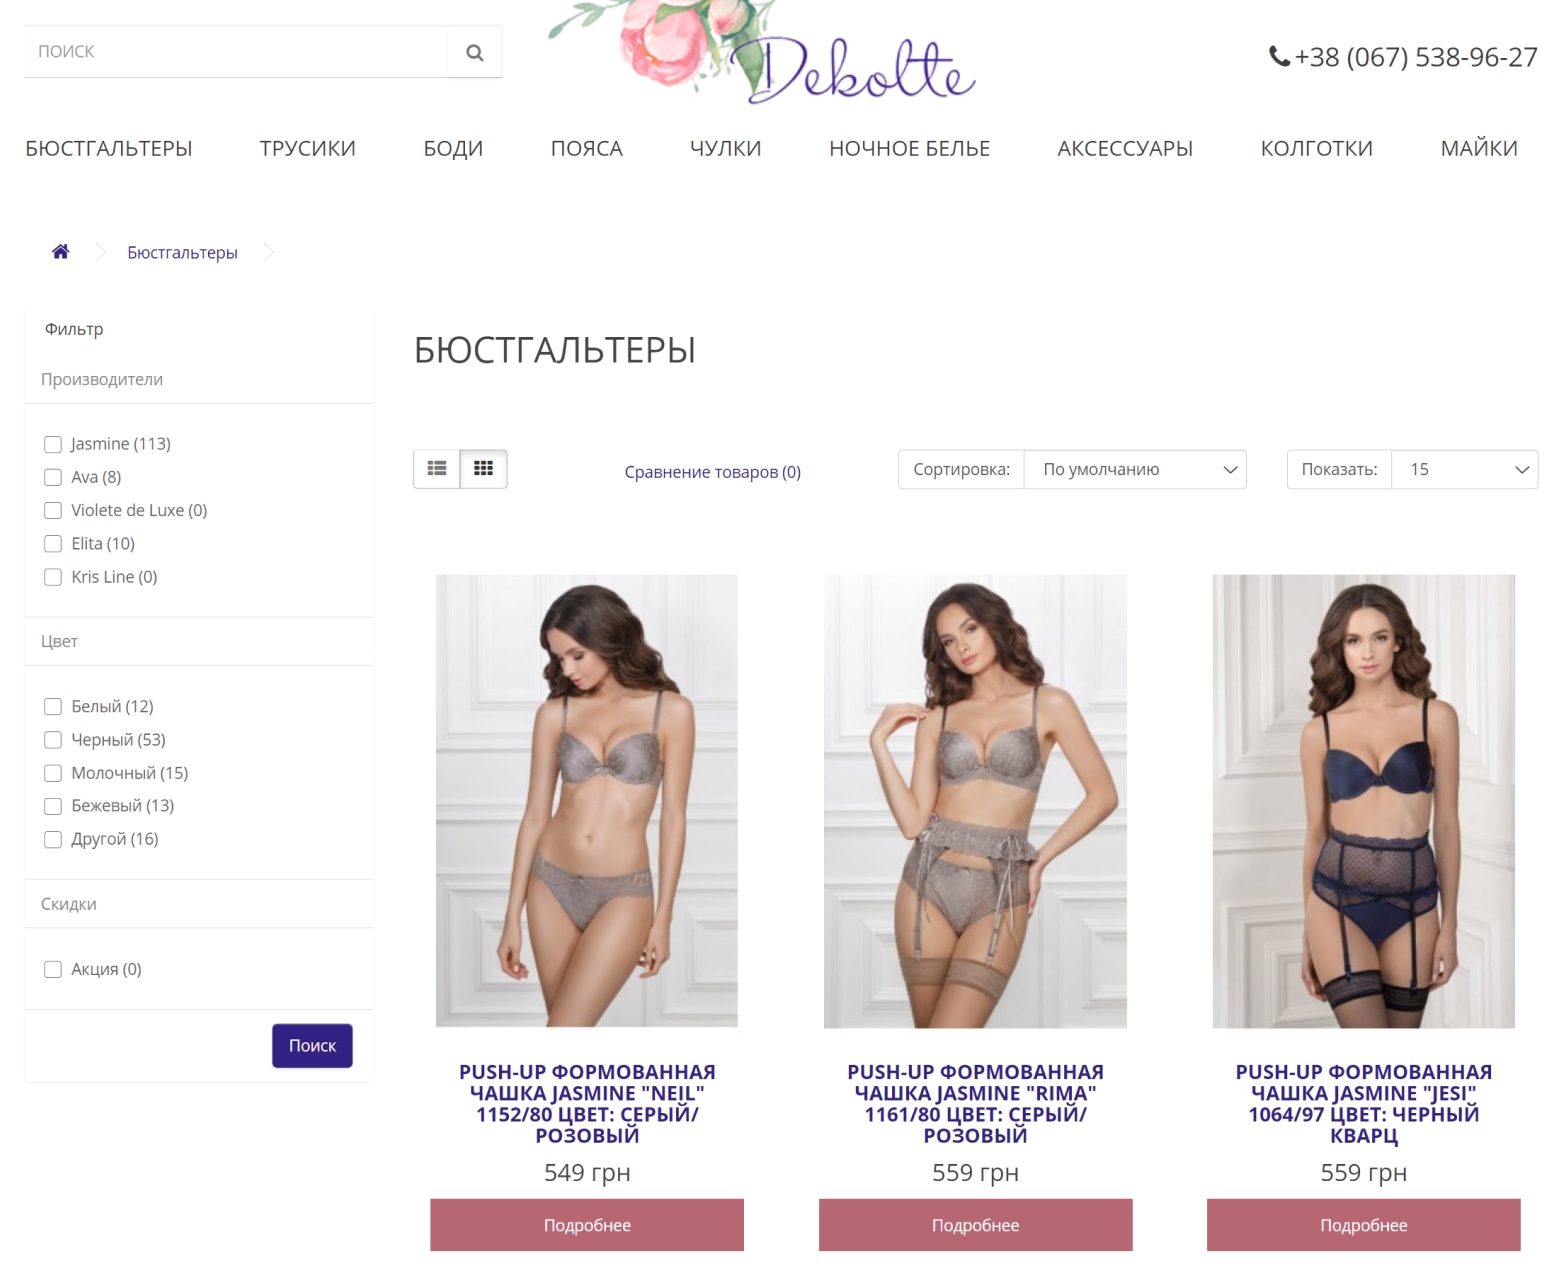 ПОИСК
Dekolte
+38 (067) 538-96-27
БЮСТГАЛЬТЕРЫ ТРУСИКИ БОДИ ПОЯСА ЧУЛКИ НОЧНОЕ БЕЛЬЕ АКСЕССУАРЫ КОЛГОТКИ МАЙКИ
Бюстгальтеры
Фильтр
Производители
Jasmine (113)
Ava (8)
Violete de Luxe (0)
Elita (10)
Kris Line (0)
Цвет
Белый (12)
Черный (53)
Молочный (15)
Бежевый (13)
Другой (16)
Скидки
Акция (0)
Поиск
БЮСТГАЛЬТЕРЫ
Сравнение товаров (0) Сортировка: По умолчанию Показать: 15
PUSH-UP ФОРМОВАННАЯ
ЧАШКА JASMINE "NEIL"
1152/80 ЦВЕТ: СЕРЫЙ/
РОЗОВЫЙ
549 грн
Подробнее
PUSH-UP ФОРМОВАННАЯ
ЧАШКА JASMINE "RIMA"
1161/80 ЦВЕТ: СЕРЫЙ/
РОЗОВЫЙ
559 грн
Подробнее
PUSH-UP ФОРМОВАННАЯ
ЧАШКА JASMINE "JESI"
1064/97 ЦВЕТ: ЧЕРНЫЙ
КВАРЦ
559 грн
Подробнее